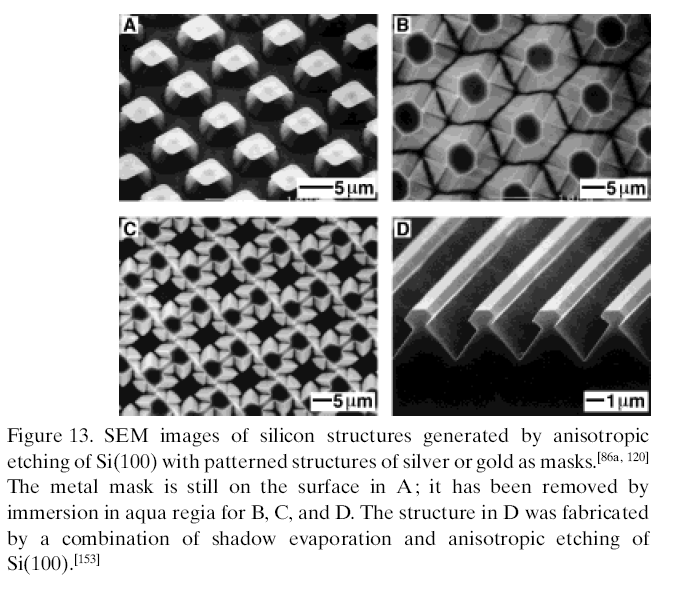 A
B
5 µm
5 µm
C
D
5 µm
1 µm
Figure 13. SEM images of silicon structures generated by anisotropic
etching of Si(100) with patterned structures of silver or gold as masks.[86a, 120]
The metal mask is still on the surface in A; it has been removed by
immersion in aqua regia for B, C, and D. The structure in D was fabricated
by a combination of shadow evaporation and anisotropic etching of
Si(100).[153]